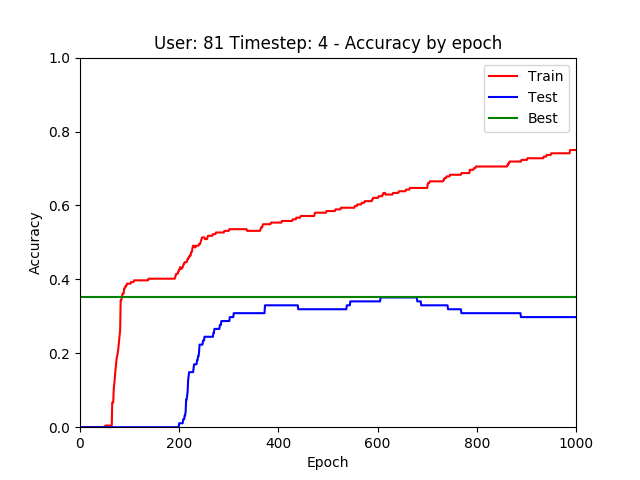 User: 81 Timestep: 4 - Accuracy by epoch
1.0
0.8
0.6
0.4
0.2
0.0
Accuracy
Train
Test
Best
0 200 400 600 800 1000
Epoch